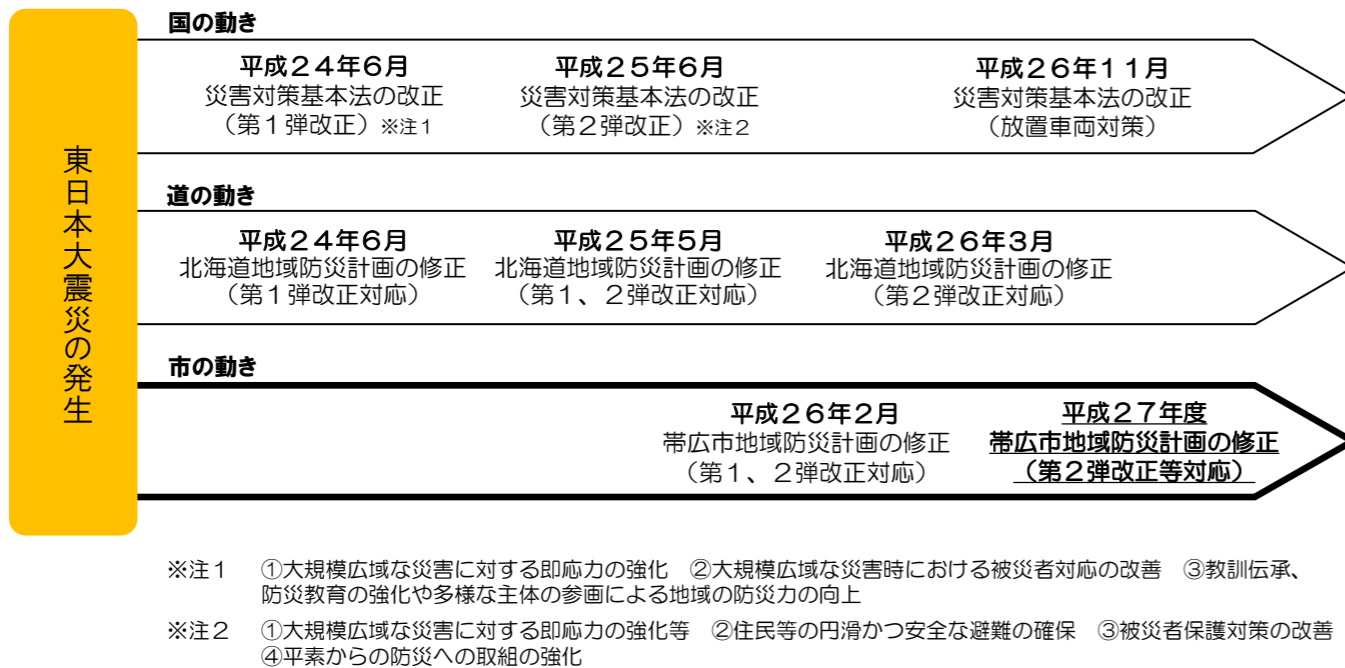 東日本大震災の発生
国の動き
平成24年6月
災害対策基本法の改正
（第1弾改正）※注1
平成25年6月
災害対策基本法の改正
（第2弾改正）※注2
平成26年11月
災害対策基本法の改正
（放置車両対策）
道の動き
平成24年6月
北海道地域防災計画の修正
（第1弾改正対応）
平成25年5月
北海道地域防災計画の修正
（第1、2弾改正対応）
平成26年3月
北海道地域防災計画の修正
（第2弾改正対応）
市の動き
平成26年2月
帯広市地域防災計画の修正
（第1、2弾改正対応）
平成27年度
帯広市地域防災計画の修正
（第2弾改正等対応）
※注1　①大規模広域な災害に対する即応力の強化　②大規模広域な災害時における被災者対応の改善　③教訓伝承、
防災教育の強化や多様な主体の参画による地域の防災力の向上
※注2　①大規模広域な災害に対する即応力の強化等　②住民等の円滑かつ安全な避難の確保　③被災者保護対策の改善
④平素からの防災への取組の強化